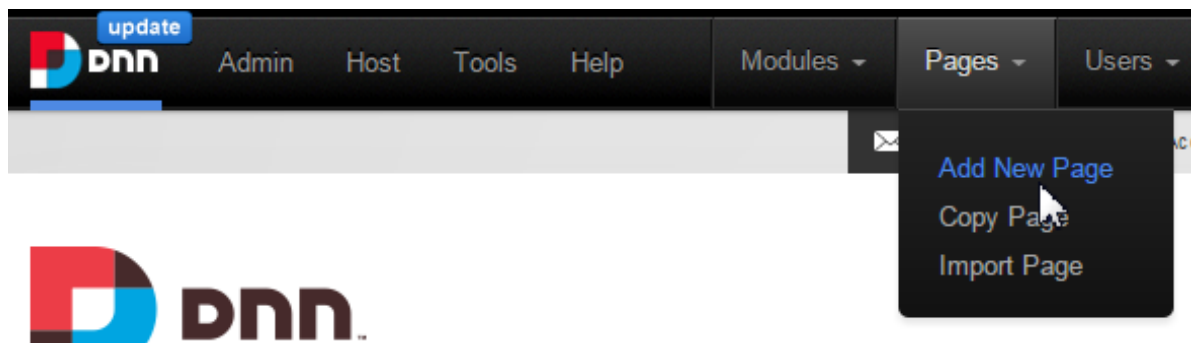 update
DNN Admin Host Tools Help Modules Pages Users
Add New Page
Copy Page
Import Page
DNN